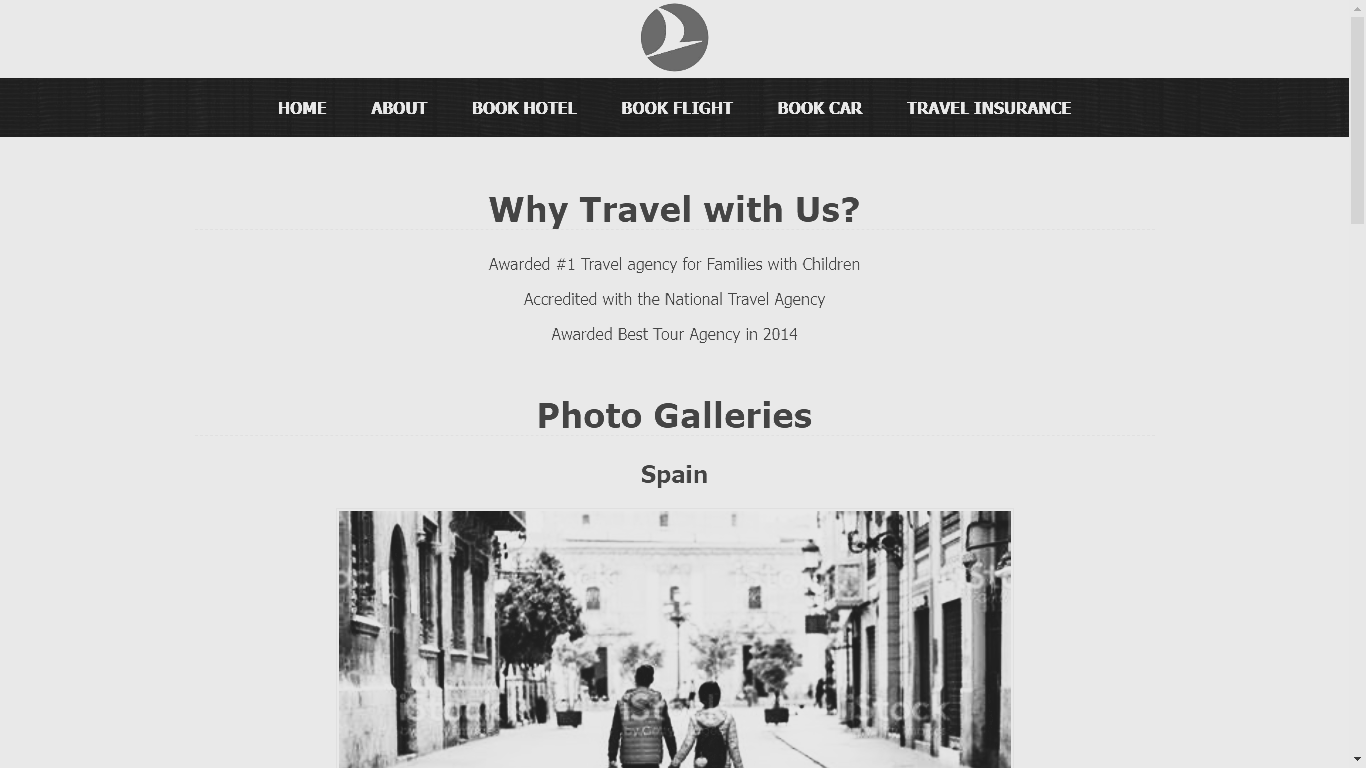 HOME ABOUT BOOK HOTEL BOOK FLIGHT BOOK CAR TRAVEL INSURANCE
Why Travel with Us?
Awarded #1 Travel agency for Families with Children
Accredited with the National Travel Agency
Awarded Best Tour Agency in 2014
Photo Galleries
Spain